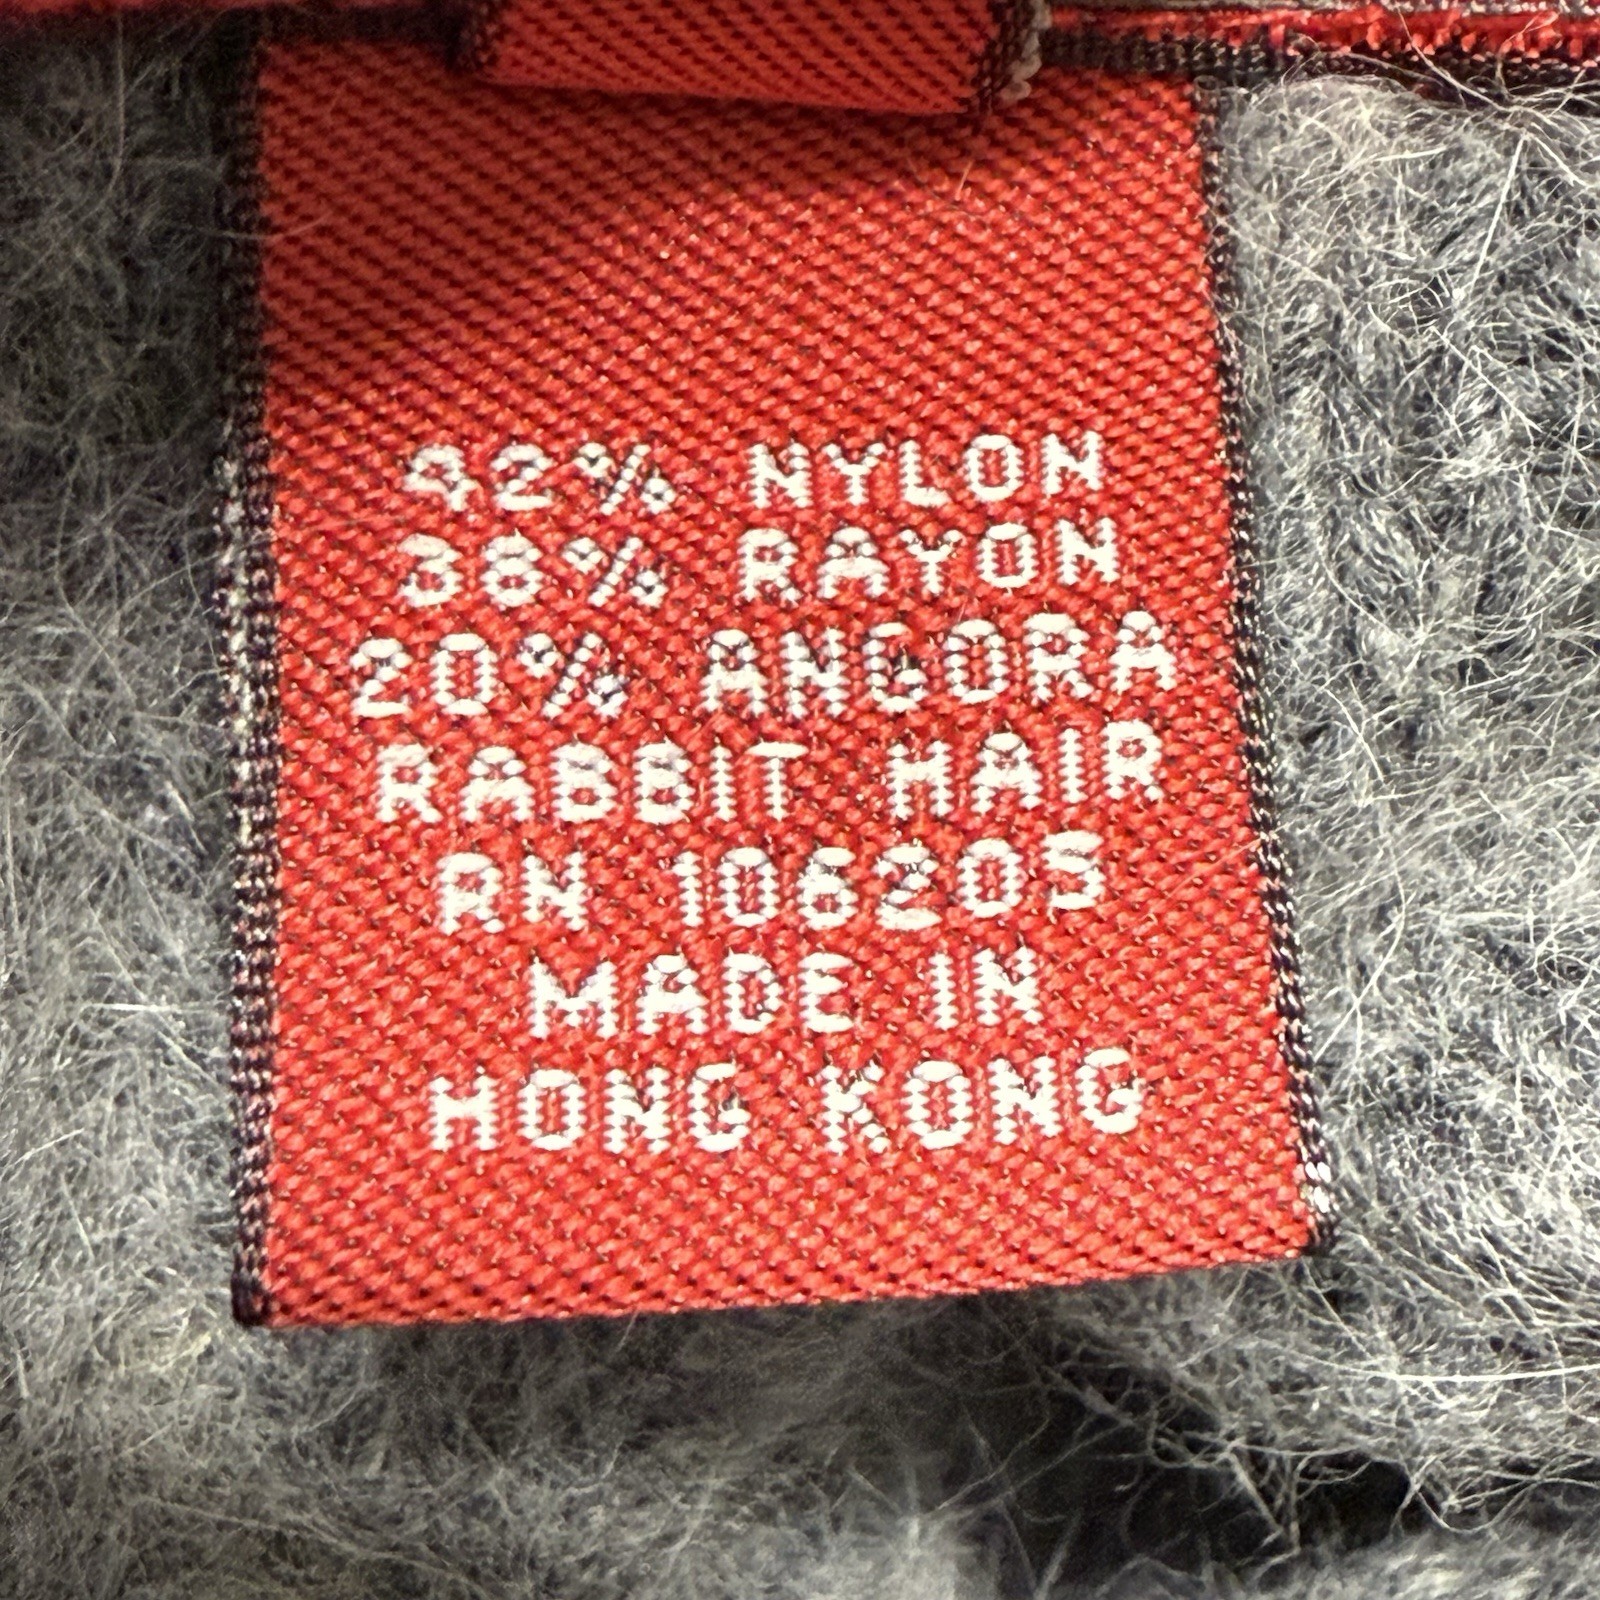 42% NYLON
38% RAYON
20% ANGORA
RABBIT HAIR
RN 106205
MADE IN
HONG KONG